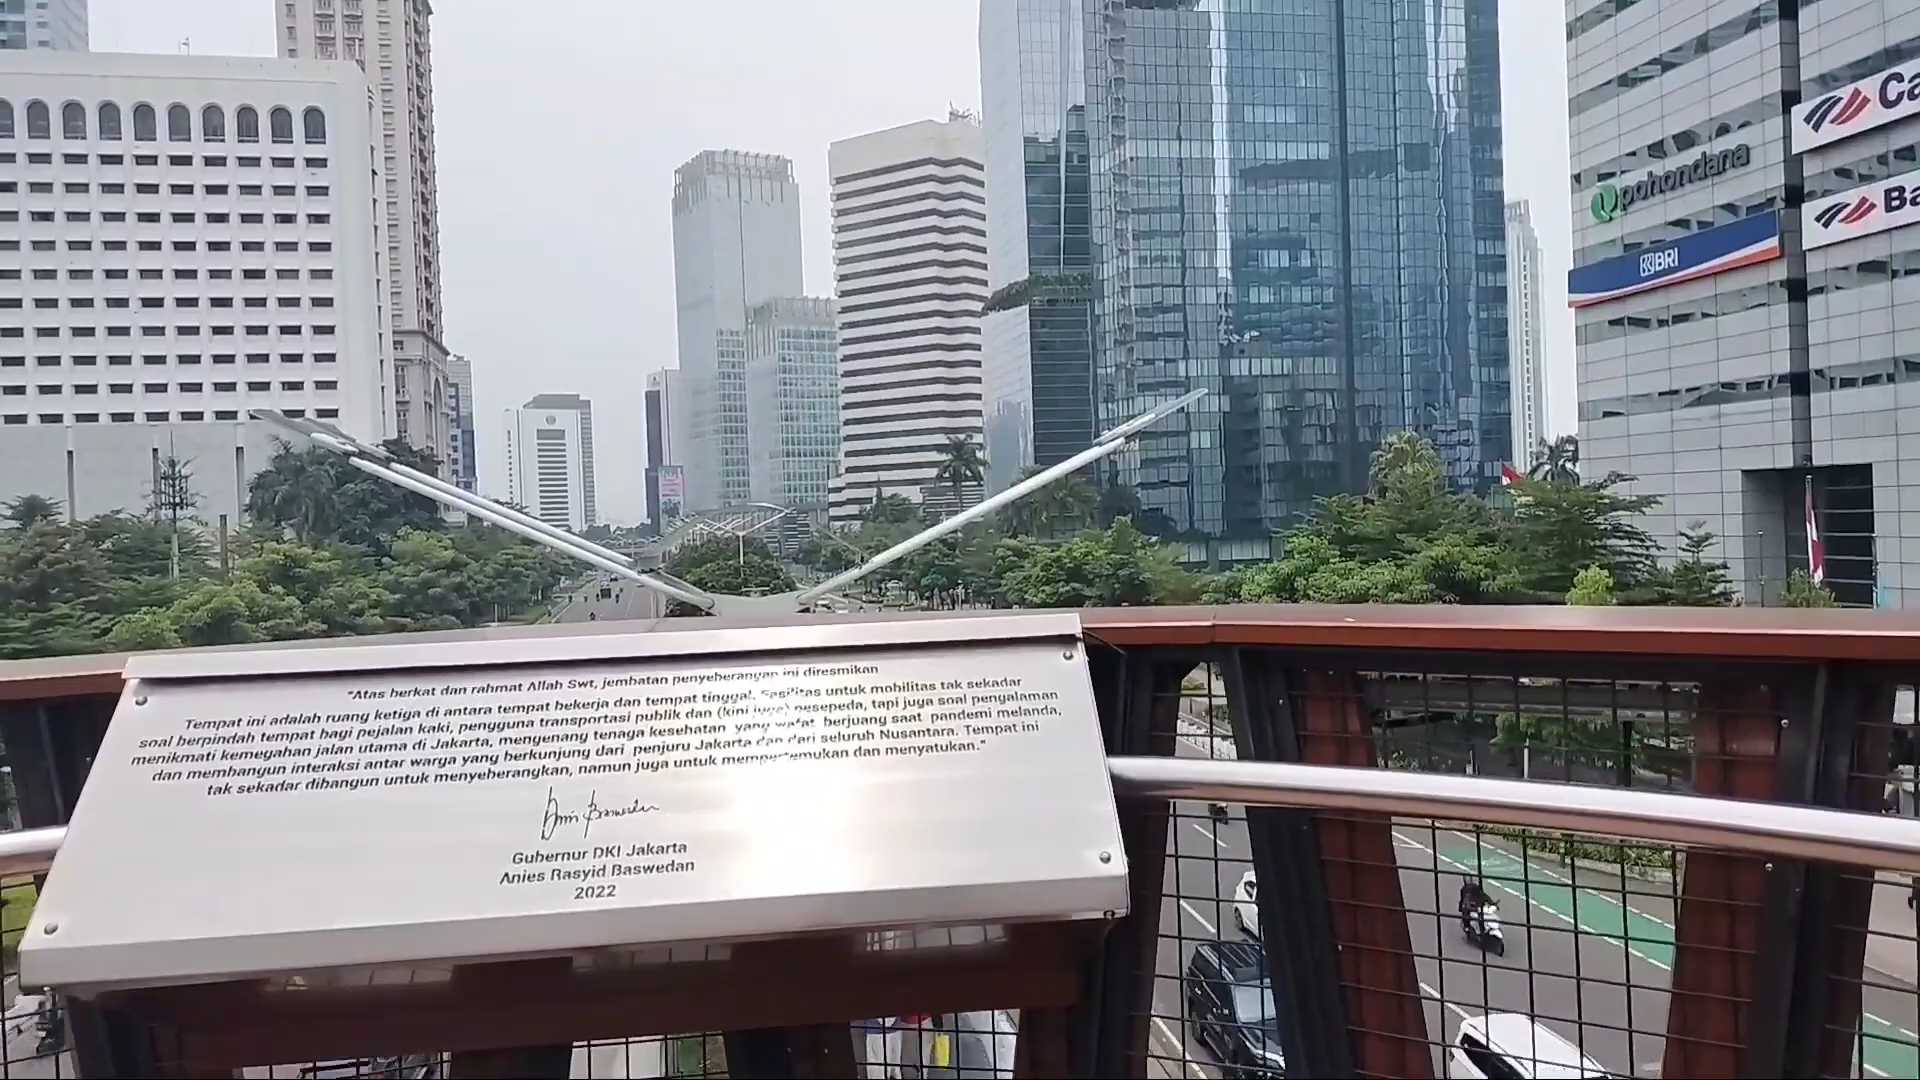 "Atas berkat dan rahmat Allah Swt, jembatan penyeberangan ini diresmikan
Tempat ini adalah ruang ketiga di antara tempat bekerja dan tempat tinggal. Fasilitas untuk mobilitas tak sekadar
soal berpindah tempat bagi pejalan kaki, pengguna transportasi publik dan (kini juga) pesepeda, tapi juga soal pengalaman
menikmati kemegahan jalan utama di Jakarta, mengenang tenaga kesehatan yang wafat berjuang saat pandemi melanda,
dan membangun interaksi antar warga yang berkunjung dari penjuru Jakarta dan dari seluruh Nusantara. Tempat ini
tak sekadar dibangun untuk menyeberangkan, namun juga untuk mempertemukan dan menyatukan."
Gubernur DKI Jakarta
Anies Rasyid Baswedan
2022
pohondana
BRI
Ca
Ba